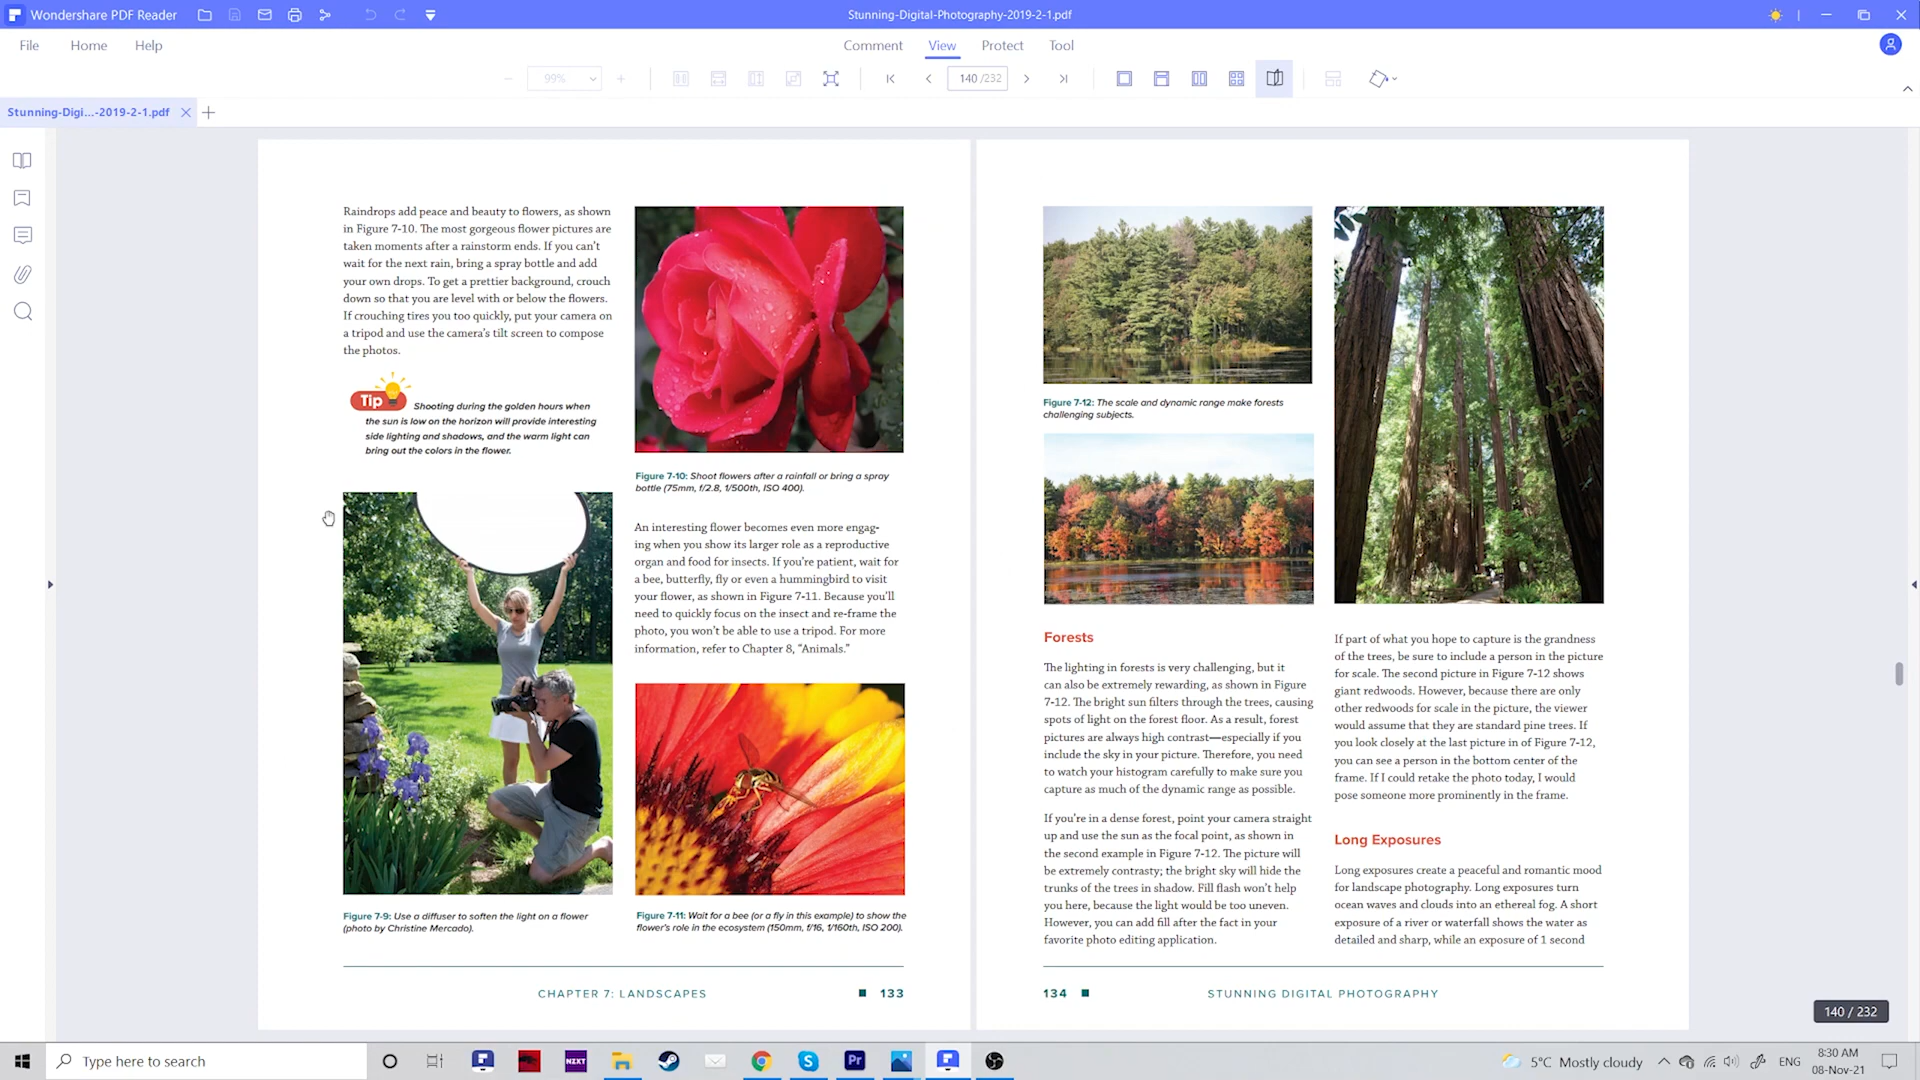 Wondershare PDF Reader
Stunning-Digital-Photography-2019-2-1.pdf
File
Home
Help
Comment
View
Protect
Tool
99%
140 /232
Stunning-Digi...-2019-2-1.pdf
Raindrops add peace and beauty to flowers, as shown
in Figure 7-10. The most gorgeous flower pictures are
taken moments after a rainstorm ends. If you can't
wait for the next rain, bring a spray bottle and add
your own drops. To get a prettier background, crouch
down so that you are level with or below the flowers.
If crouching tires you too quickly, put your camera on
a tripod and use the camera's tilt screen to compose
the photos.
Tip
Shooting during the golden hours when
the sun is low on the horizon will provide interesting
side lighting and shadows, and the warm light can
bring out the colors in the flower.
Figure 7-9: Use a diffuser to soften the light on a flower
(photo by Christine Mercado).
Figure 7-10: Shoot flowers after a rainfall or bring a spray
bottle (75mm, f/2.8, 1/500th, ISO 400).
An interesting flower becomes even more engag-
ing when you show its larger role as a reproductive
organ and food for insects. If you're patient, wait for
a bee, butterfly, fly or even a hummingbird to visit
your flower, as shown in Figure 7-11. Because you'll
need to quickly focus on the insect and re-frame the
photo, you won't be able to use a tripod. For more
information, refer to Chapter 8, "Animals."
Figure 7-11: Wait for a bee (or a fly in this example) to show the
flower's role in the ecosystem (150mm, f/16, 1/160th, ISO 200).
CHAPTER 7: LANDSCAPES
133
Figure 7-12: The scale and dynamic range make forests
challenging subjects.
Forests
The lighting in forests is very challenging, but it
can also be extremely rewarding, as shown in Figure
7-12. The bright sun filters through the trees, causing
spots of light on the forest floor. As a result, forest
pictures are always high contrast—especially if you
include the sky in your picture. Therefore, you need
to watch your histogram carefully to make sure you
capture as much of the dynamic range as possible.
If you're in a dense forest, point your camera straight
up and use the sun as the focal point, as shown in
the second example in Figure 7-12. The picture will
be extremely contrasty; the bright sky will hide the
trunks of the trees in shadow. Fill flash won't help
you here, because the light would be too uneven.
However, you can add fill after the fact in your
favorite photo editing application.
If part of what you hope to capture is the grandness
of the trees, be sure to include a person in the picture
for scale. The second picture in Figure 7-12 shows
giant redwoods. However, because there are only
other redwoods for scale in the picture, the viewer
would assume that they are standard pine trees. If
you look closely at the last picture in of Figure 7-12,
you can see a person in the bottom center of the
frame. If I could retake the photo today, I would
pose someone more prominently in the frame.
Long Exposures
Long exposures create a peaceful and romantic mood
for landscape photography. Long exposures turn
ocean waves and clouds into an ethereal fog. A short
exposure of a river or waterfall shows the water as
detailed and sharp, while an exposure of 1 second
134
STUNNING DIGITAL PHOTOGRAPHY
140 / 232
Type here to search
NZXT
Pr
5°C Mostly cloudy
ENG
8:30 AM
08-Nov-21